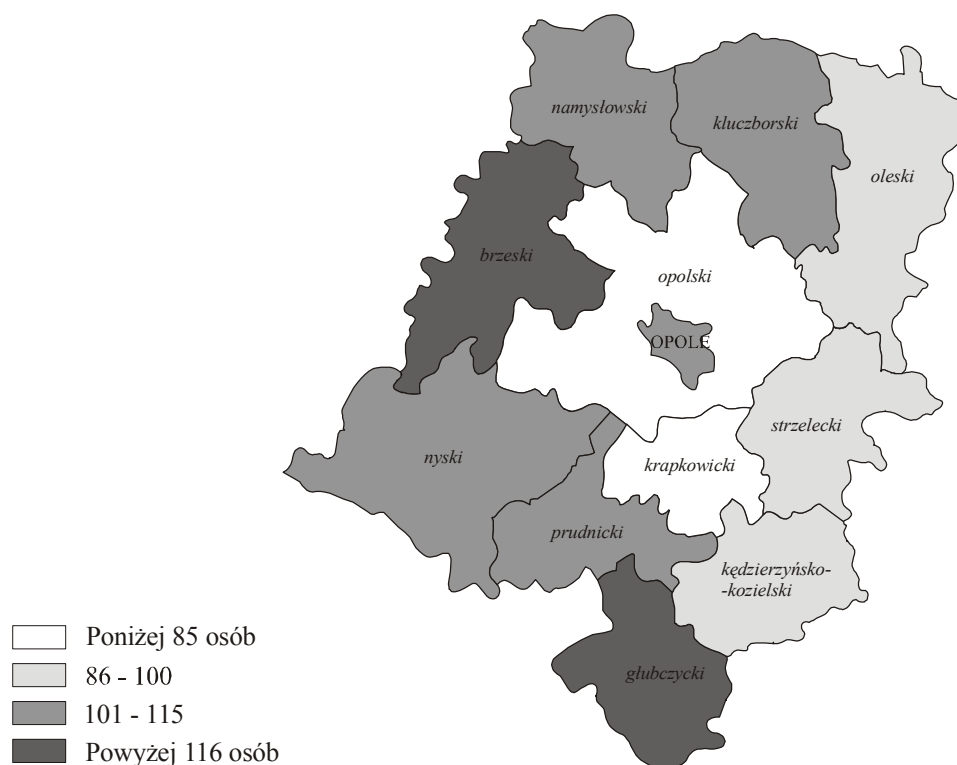 namysłowski
kluczborski
oleski
brzeski
opolski
OPOLE
strzelecki
nyski
krapkowicki
prudnicki
kędzierzyńsko-
-kozielski
głubczycki
Poniżej 85 osób
86 - 100
101 - 115
Powyżej 116 osób